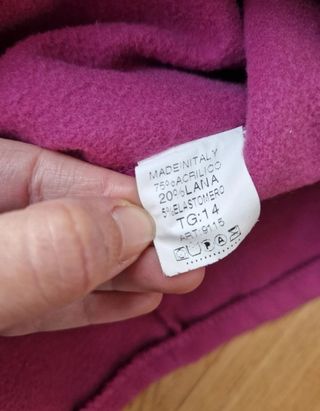 MADE IN ITALY
75% ACRILICO
20% LANA
5% ELASTOMERO
TG: 14
ART. 9115